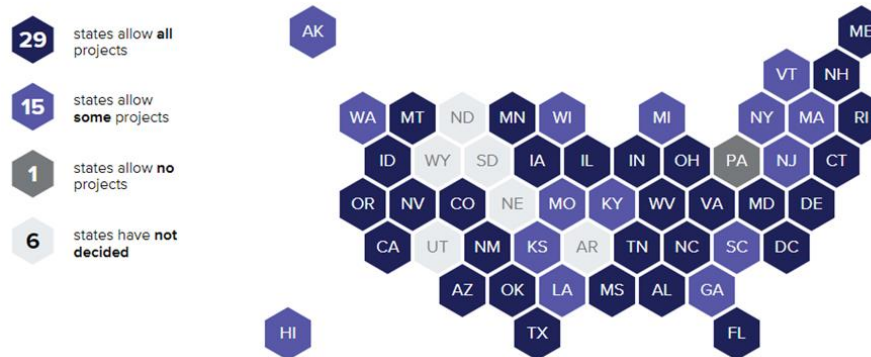 29 states allow all
projects
15 states allow
some projects
1 states allow no
projects
6 states have not
decided
AK ME
VT NH
WA MT ND MN WI MI NY MA RI
ID WY SD IA IL IN OH PA NJ CT
OR NV CO NE MO KY WV VA MD DE
CA UT NM KS AR TN NC SC DC
AZ OK LA MS AL GA
HI TX FL